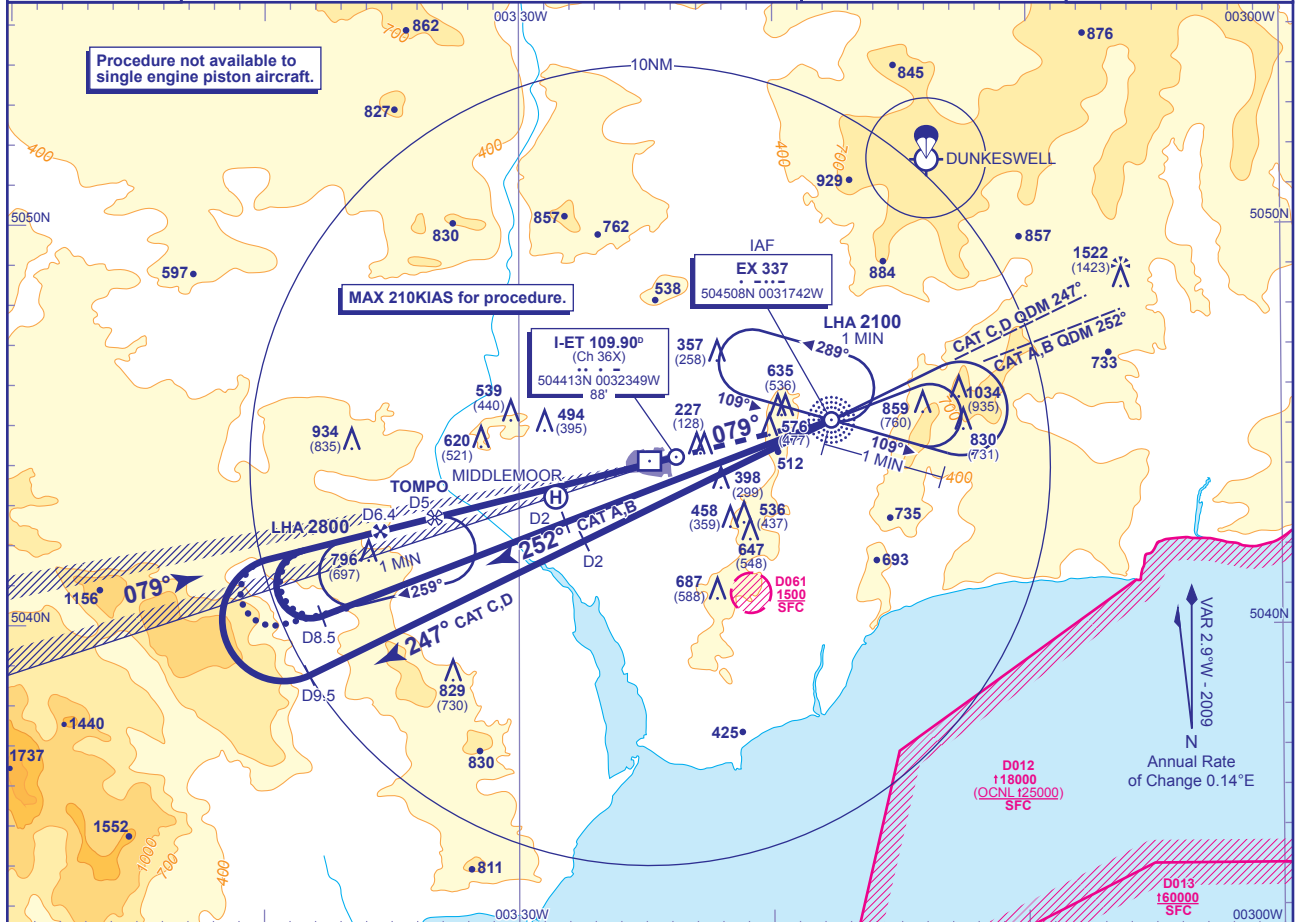 00330W
00300W
862
876
Procedure not available to
single engine piston aircraft.
700
10NM
845
827
400
400
400
700
DUNKESWELL
929
5050N
5050N
857
762
830
857
IAF
EX 337
· –··–
504508N 0031742W
884
1522
(1423)
597
538
MAX 210KIAS for procedure.
LHA 2100
1 MIN
CAT C,D QDM 247°
CAT A,B QDM 252°
I-ET 109.90ᴰ
(Ch 36X)
·· · –
504413N 0032349W
88'
357
(258)
289°
733
635
(536)
539
(440)
109°
1034
(935)
494
(395)
227
(128)
859
(760)
934
(835)
620
(521)
079°
576
(477)
109°
830
(731)
1 MIN
MIDDLEMOOR
512
400
TOMPO
D5
398
(299)
H
LHA 2800
D6.4
D2
CAT A,B
458
(359)
536
(437)
735
252°
D2
796
(697)
1 MIN
647
(548)
693
259°
079°
D061
1500
SFC
1156
687
(588)
5040N
5040N
D8.5
247° CAT C,D
VAR 2.9°W - 2009
D9.5
829
(730)
1440
425
N
1737
830
Annual Rate
of Change 0.14°E
D012
↑18000
(OCNL ↑25000)
SFC
1552
1000
700
400
811
D013
↑60000
SFC
00330W
00300W